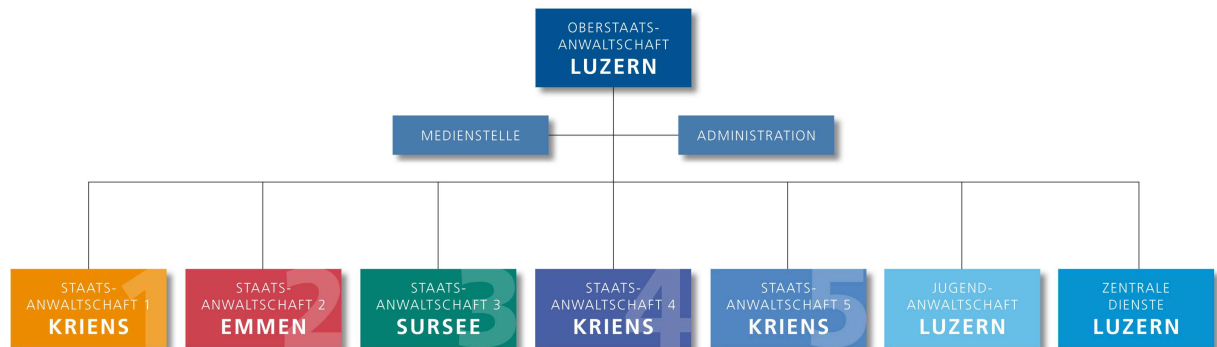 OBERSTAATS-
ANWALTSCHAFT
LUZERN
MEDIENSTELLE
ADMINISTRATION
STAATS-
ANWALTSCHAFT 1
KRIENS
1
STAATS-
ANWALTSCHAFT 2
EMMEN
2
STAATS-
ANWALTSCHAFT 3
SURSEE
3
STAATS-
ANWALTSCHAFT 4
KRIENS
4
STAATS-
ANWALTSCHAFT 5
KRIENS
5
JUGEND-
ANWALTSCHAFT
LUZERN
ZENTRALE
DIENSTE
LUZERN